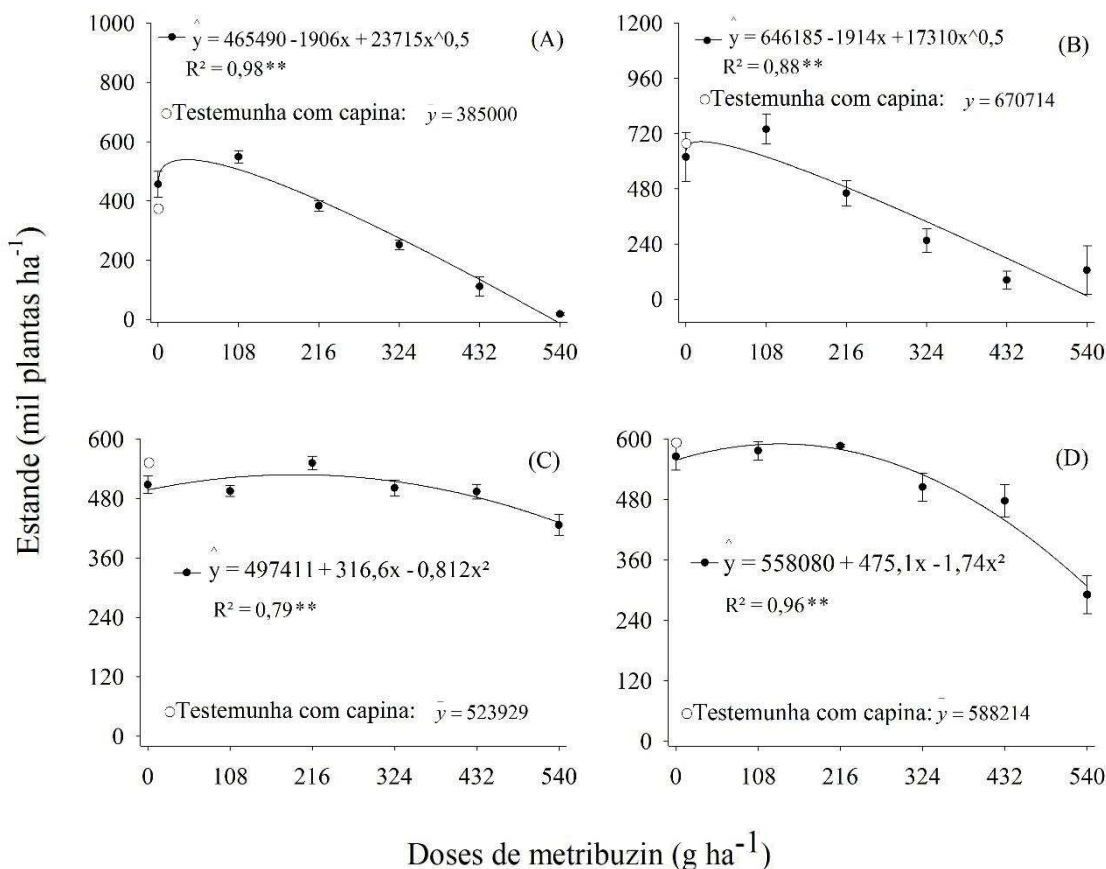 Estande (mil plantas ha⁻¹)
(A)
ŷ = 465490 -1906x + 23715x^0,5
R² = 0,98**
Testemunha com capina: ȳ = 385000
1000
800
600
400
200
0
0 108 216 324 432 540
(B)
ŷ = 646185 -1914x + 17310x^0,5
R² = 0,88**
Testemunha com capina: ȳ = 670714
1200
960
720
480
240
0
0 108 216 324 432 540
(C)
600
480
360
240
120
0
ŷ = 497411 + 316,6x - 0,812x²
R² = 0,79**
Testemunha com capina: ȳ = 523929
0 108 216 324 432 540
(D)
600
480
360
240
120
0
ŷ = 558080 + 475,1x -1,74x²
R² = 0,96**
Testemunha com capina: ȳ = 588214
0 108 216 324 432 540
Doses de metribuzin (g ha⁻¹)